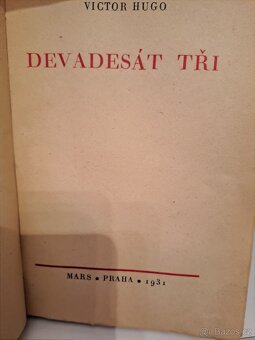 VICTOR HUGO
DEVADESÁT TŘI
MARS • PRAHA • 1931